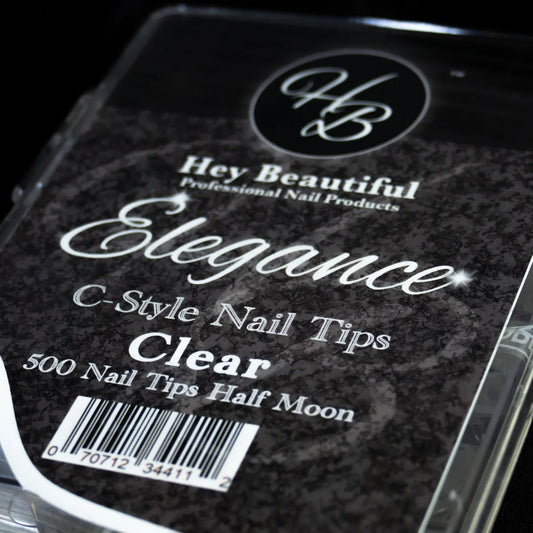 HB
Hey Beautiful
Professional Nail Products
Elegance
C-Style Nail Tips
Clear
500 Nail Tips Half Moon
0 70712 34411 2